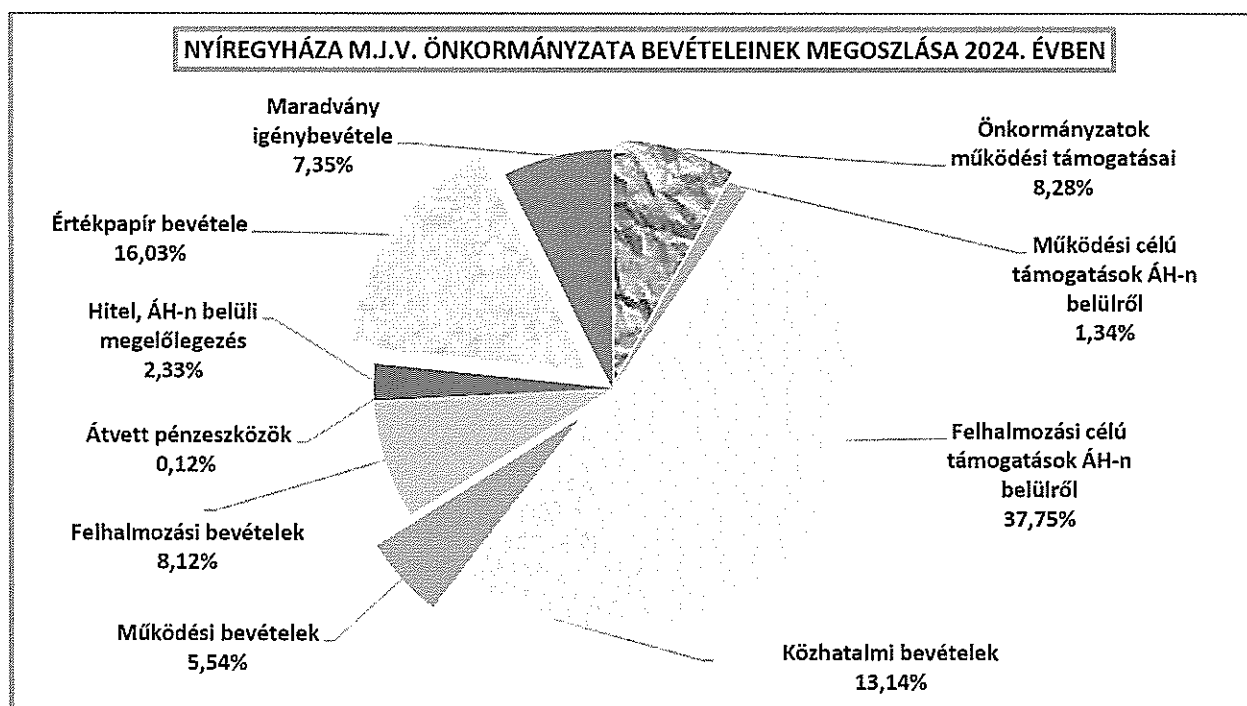 NYÍREGYHÁZA M.J.V. ÖNKORMÁNYZATA BEVÉTELEINEK MEGOSZLÁSA 2024. ÉVBEN
Maradvány
igénybevétele
7,35%
Önkormányzatok
működési támogatásai
8,28%
Értékpapír bevétele
16,03%
Működési célú
támogatások ÁH-n
belülről
1,34%
Hitel, ÁH-n belüli
megelőlegezés
2,33%
Átvett pénzeszközök
0,12%
Felhalmozási célú
támogatások ÁH-n
belülről
37,75%
Felhalmozási bevételek
8,12%
Működési bevételek
5,54%
Közhatalmi bevételek
13,14%